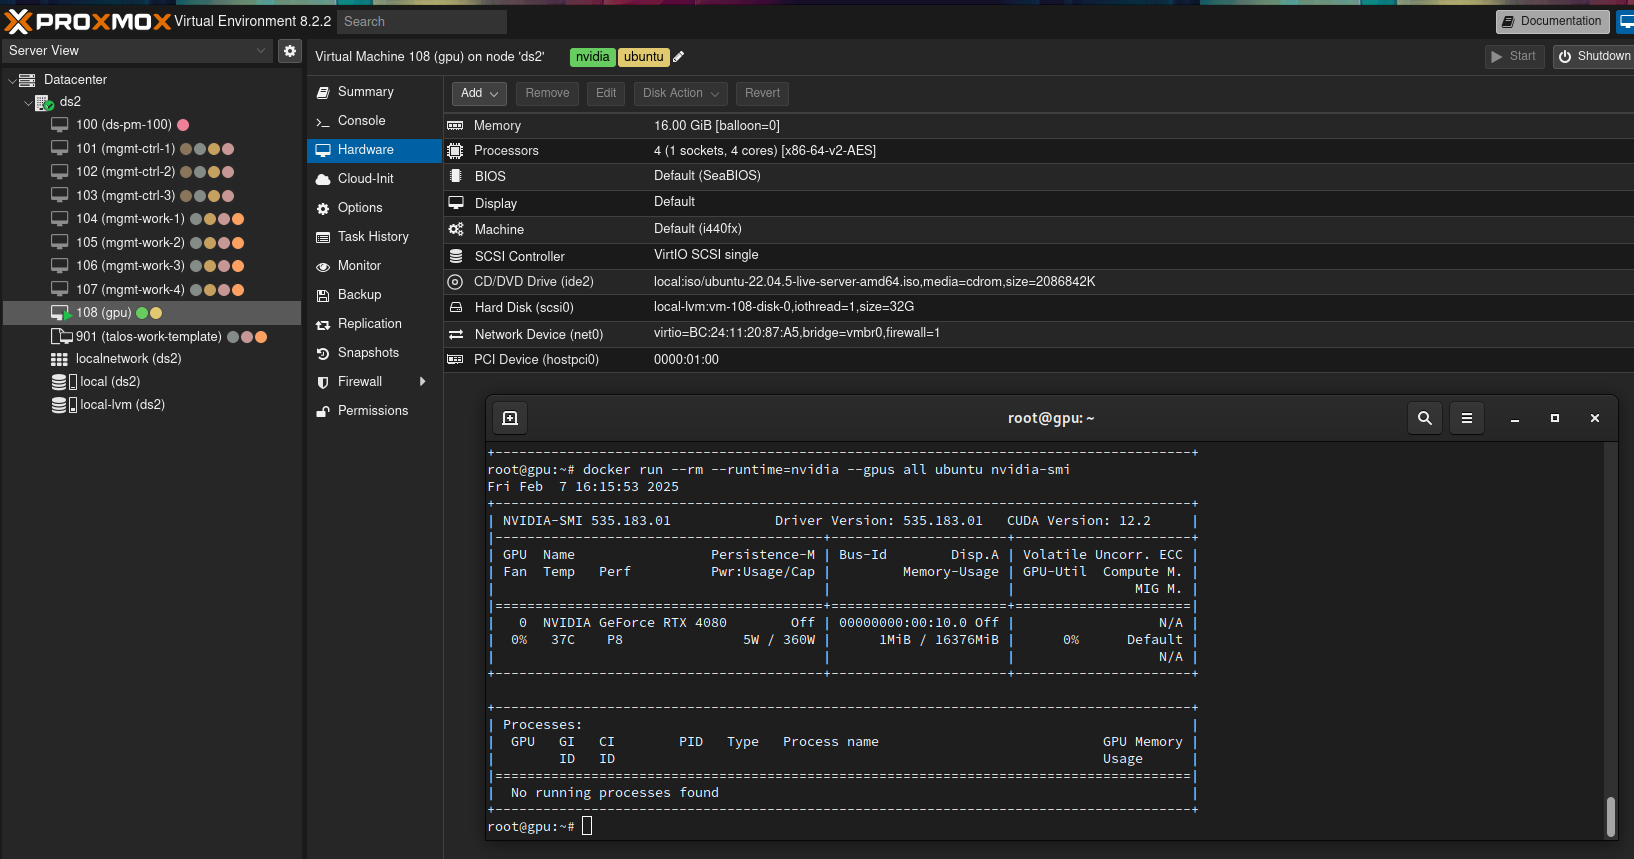 PROXMOX Virtual Environment 8.2.2 Search Documentation
Server View
Virtual Machine 108 (gpu) on node 'ds2' nvidia ubuntu Start Shutdown
Datacenter
ds2
100 (ds-pm-100)
101 (mgmt-ctrl-1)
102 (mgmt-ctrl-2)
103 (mgmt-ctrl-3)
104 (mgmt-work-1)
105 (mgmt-work-2)
106 (mgmt-work-3)
107 (mgmt-work-4)
108 (gpu)
901 (talos-work-template)
localnetwork (ds2)
local (ds2)
local-lvm (ds2)
Summary
Console
Hardware
Cloud-Init
Options
Task History
Monitor
Backup
Replication
Snapshots
Firewall
Permissions
Add Remove Edit Disk Action Revert
Memory 16.00 GiB [balloon=0]
Processors 4 (1 sockets, 4 cores) [x86-64-v2-AES]
BIOS Default (SeaBIOS)
Display Default
Machine Default (i440fx)
SCSI Controller VirtIO SCSI single
CD/DVD Drive (ide2) local:iso/ubuntu-22.04.5-live-server-amd64.iso,media=cdrom,size=2086842K
Hard Disk (scsi0) local-lvm:vm-108-disk-0,iothread=1,size=32G
Network Device (net0) virtio=BC:24:11:20:87:A5,bridge=vmbr0,firewall=1
PCI Device (hostpci0) 0000:01:00
root@gpu: ~
+---------------------------------------------------------------------------------------+
root@gpu:~# docker run --rm --runtime=nvidia --gpus all ubuntu nvidia-smi
Fri Feb  7 16:15:53 2025
+---------------------------------------------------------------------------------------+
| NVIDIA-SMI 535.183.01             Driver Version: 535.183.01   CUDA Version: 12.2     |
|-----------------------------------------+----------------------+----------------------+
| GPU  Name                 Persistence-M | Bus-Id        Disp.A | Volatile Uncorr. ECC |
| Fan  Temp   Perf          Pwr:Usage/Cap |         Memory-Usage | GPU-Util  Compute M. |
|                                         |                      |               MIG M. |
|=========================================+======================+======================|
|   0  NVIDIA GeForce RTX 4080        Off | 00000000:00:10.0 Off |                  N/A |
|  0%   37C    P8               5W / 360W |      1MiB / 16376MiB |      0%      Default |
|                                         |                      |                  N/A |
+-----------------------------------------+----------------------+----------------------+
+---------------------------------------------------------------------------------------+
| Processes:                                                                            |
|  GPU   GI   CI        PID   Type   Process name                            GPU Memory |
|        ID   ID                                                             Usage      |
|=======================================================================================|
|  No running processes found                                                           |
+---------------------------------------------------------------------------------------+
root@gpu:~#